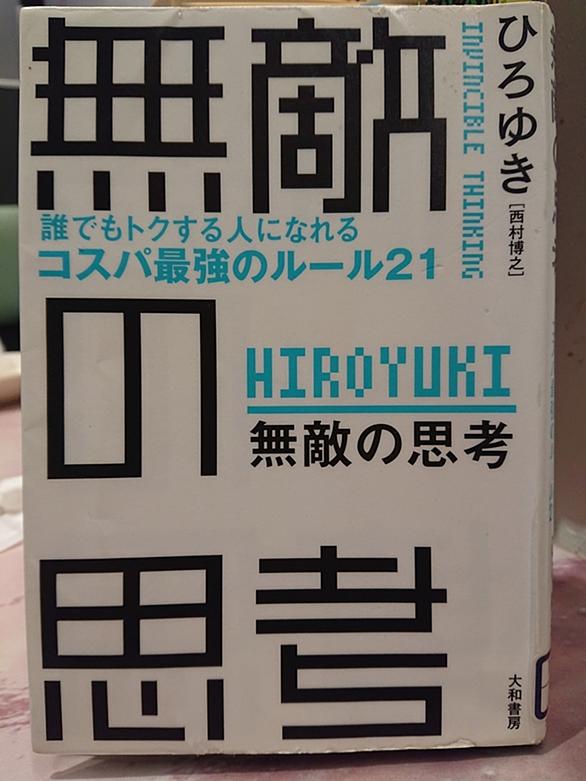 無敵
の
思考
ひろゆき
[西村博之]
INVINCIBLE THINKING
誰でもトクする人になれる
コスパ最強のルール21
HIROYUKI
無敵の思考
大和書房